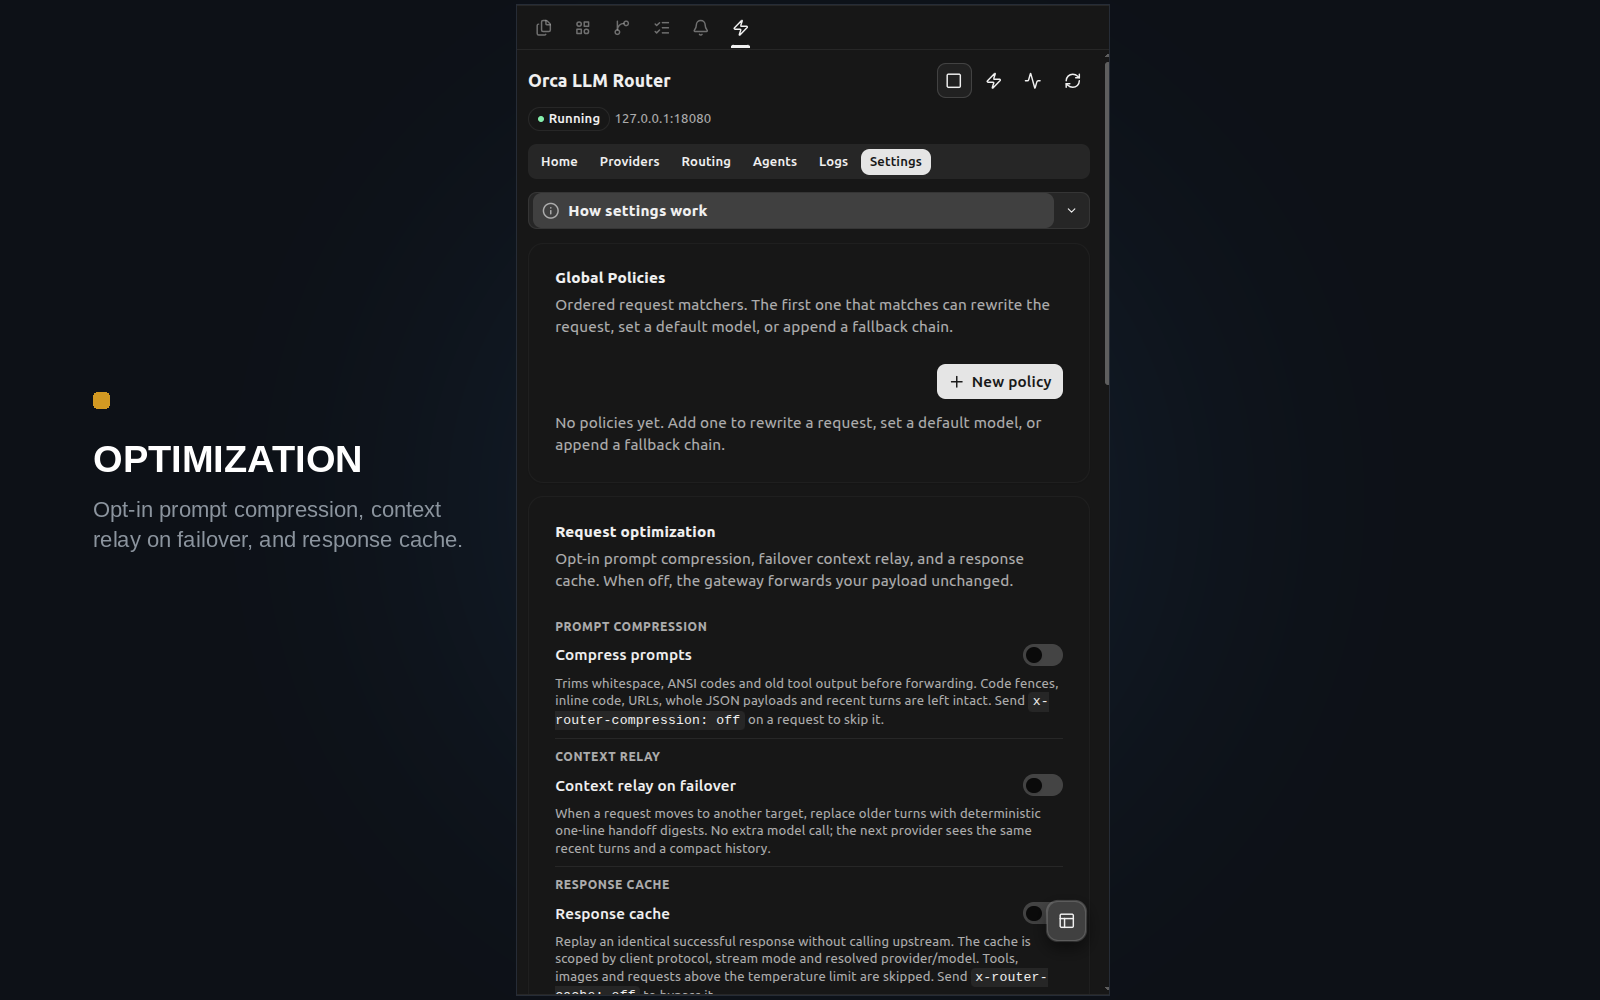 OPTIMIZATION
Opt-in prompt compression, context
relay on failover, and response cache.
Orca LLM Router
Running 127.0.0.1:18080
Home Providers Routing Agents Logs Settings
How settings work
Global Policies
Ordered request matchers. The first one that matches can rewrite the
request, set a default model, or append a fallback chain.
New policy
No policies yet. Add one to rewrite a request, set a default model, or
append a fallback chain.
Request optimization
Opt-in prompt compression, failover context relay, and a response
cache. When off, the gateway forwards your payload unchanged.
PROMPT COMPRESSION
Compress prompts
Trims whitespace, ANSI codes and old tool output before forwarding. Code fences,
inline code, URLs, whole JSON payloads and recent turns are left intact. Send x-
router-compression: off on a request to skip it.
CONTEXT RELAY
Context relay on failover
When a request moves to another target, replace older turns with deterministic
one-line handoff digests. No extra model call; the next provider sees the same
recent turns and a compact history.
RESPONSE CACHE
Response cache
Replay an identical successful response without calling upstream. The cache is
scoped by client protocol, stream mode and resolved provider/model. Tools,
images and requests above the temperature limit are skipped. Send x-router-
cache: off to bypass it.